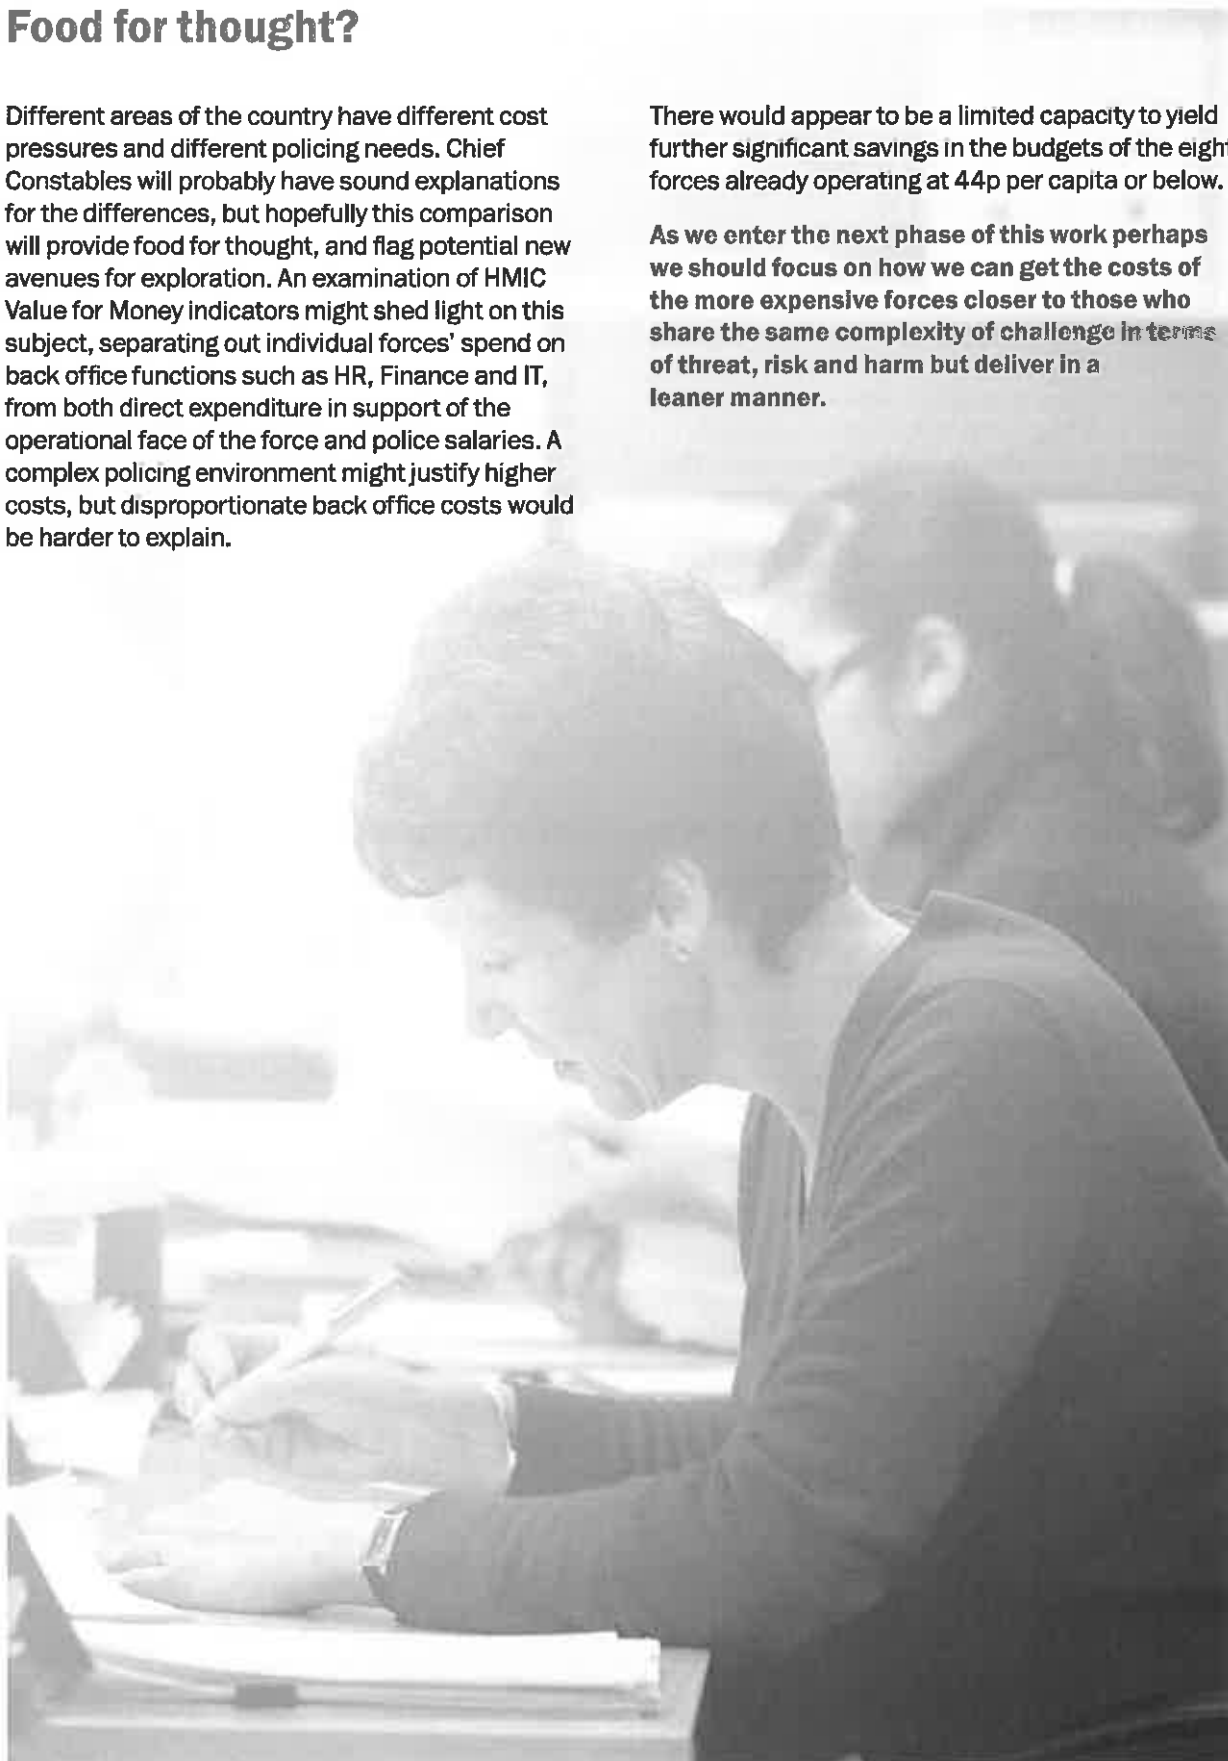 Food for thought?
Different areas of the country have different cost
pressures and different policing needs. Chief
Constables will probably have sound explanations
for the differences, but hopefully this comparison
will provide food for thought, and flag potential new
avenues for exploration. An examination of HMIC
Value for Money indicators might shed light on this
subject, separating out individual forces' spend on
back office functions such as HR, Finance and IT,
from both direct expenditure in support of the
operational face of the force and police salaries. A
complex policing environment might justify higher
costs, but disproportionate back office costs would
be harder to explain.
There would appear to be a limited capacity to yield
further significant savings in the budgets of the eight
forces already operating at 44p per capita or below.
As we enter the next phase of this work perhaps
we should focus on how we can get the costs of
the more expensive forces closer to those who
share the same complexity of challenge in terms
of threat, risk and harm but deliver in a
leaner manner.